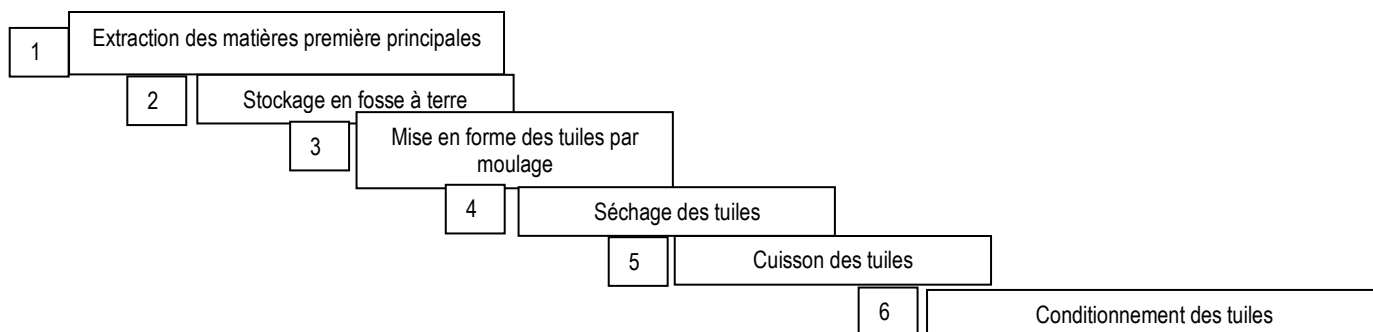 1
Extraction des matières première principales
2
Stockage en fosse à terre
3
Mise en forme des tuiles par
moulage
4
Séchage des tuiles
5
Cuisson des tuiles
6
Conditionnement des tuiles